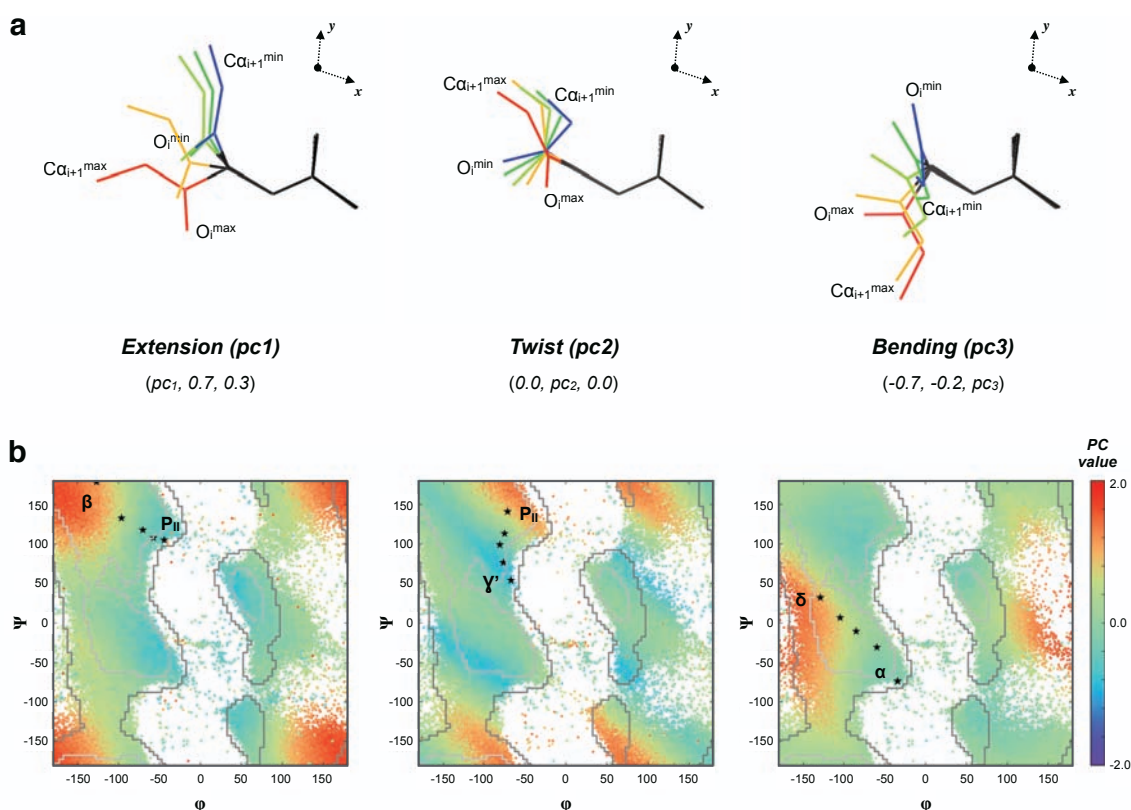 a
y
x
Cαi+1min
Oimin
Cαi+1max
Oimax
y
x
Cαi+1max
Cαi+1min
Oimin
Oimax
y
x
Oimin
Oimax
Cαi+1min
Cαi+1max
Extension (pc1)
(pc1, 0.7, 0.3)
Twist (pc2)
(0.0, pc2, 0.0)
Bending (pc3)
(-0.7, -0.2, pc3)
b
Ψ
150
100
50
0
-50
-100
-150
β
PII
-150 -100 -50 0 50 100 150
φ
Ψ
150
100
50
0
-50
-100
-150
PII
Ɣ’
-150 -100 -50 0 50 100 150
φ
Ψ
150
100
50
0
-50
-100
-150
δ
α
-150 -100 -50 0 50 100 150
φ
PC
value
2.0
0.0
-2.0